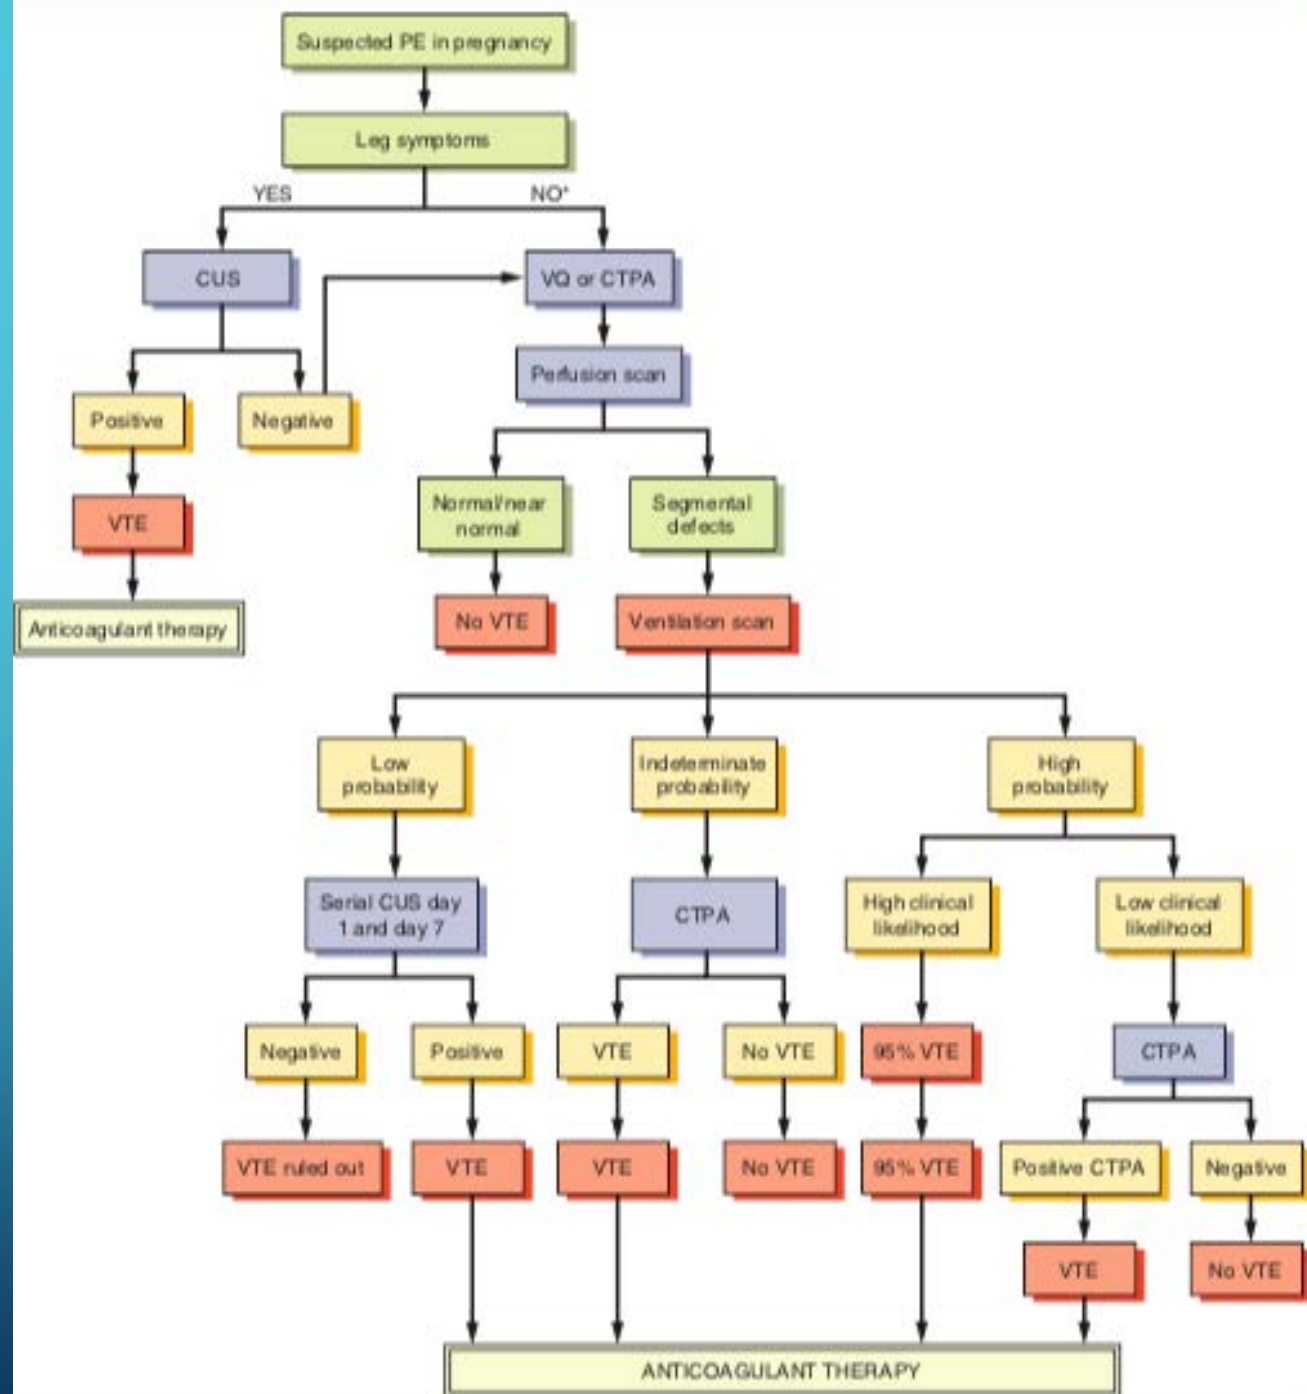 Suspected PE in pregnancy
Leg symptoms
YES
NO*
CUS
VQ or CTPA
Perfusion scan
Positive
Negative
Normal/near
normal
Segmental
defects
VTE
No VTE
Ventilation scan
Anticoagulant therapy
Low
probability
Indeterminate
probability
High
probability
Serial CUS day
1 and day 7
CTPA
High clinical
likelihood
Low clinical
likelihood
Negative
Positive
VTE
No VTE
95% VTE
CTPA
VTE ruled out
VTE
VTE
No VTE
95% VTE
Positive CTPA
Negative
VTE
No VTE
ANTICOAGULANT THERAPY